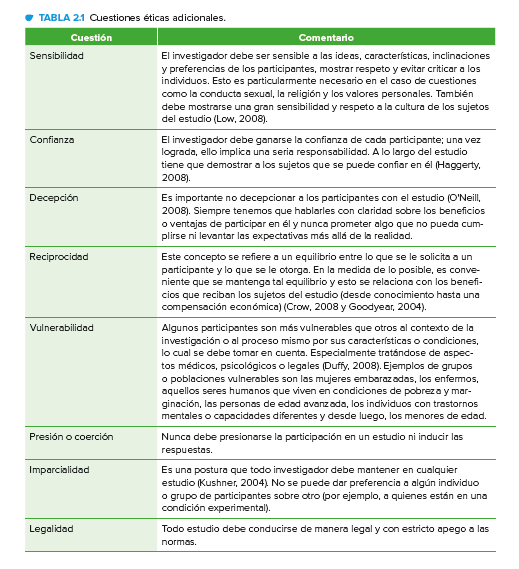 TABLA 2.1 Cuestiones éticas adicionales.
Cuestión Comentario
Sensibilidad
El investigador debe ser sensible a las ideas, características, inclinaciones
y preferencias de los participantes, mostrar respeto y evitar criticar a los
individuos. Esto es particularmente necesario en el caso de cuestiones
como la conducta sexual, la religión y los valores personales. También
debe mostrarse una gran sensibilidad y respeto a la cultura de los sujetos
del estudio (Low, 2008).
Confianza
El investigador debe ganarse la confianza de cada participante; una vez
lograda, ello implica una seria responsabilidad. A lo largo del estudio
tiene que demostrar a los sujetos que se puede confiar en él (Haggerty,
2008).
Decepción
Es importante no decepcionar a los participantes con el estudio (O'Neill,
2008). Siempre tenemos que hablarles con claridad sobre los beneficios
o ventajas de participar en él y nunca prometer algo que no pueda cum-
plirse ni levantar las expectativas más allá de la realidad.
Reciprocidad
Este concepto se refiere a un equilibrio entre lo que se le solicita a un
participante y lo que se le otorga. En la medida de lo posible, es conve-
niente que se mantenga tal equilibrio y esto se relaciona con los benefi-
cios que reciban los sujetos del estudio (desde conocimiento hasta una
compensación económica) (Crow, 2008 y Goodyear, 2004).
Vulnerabilidad
Algunos participantes son más vulnerables que otros al contexto de la
investigación o al proceso mismo por sus características o condiciones,
lo cual se debe tomar en cuenta. Especialmente tratándose de aspec-
tos médicos, psicológicos o legales (Duffy, 2008). Ejemplos de grupos
o poblaciones vulnerables son las mujeres embarazadas, los enfermos,
aquellos seres humanos que viven en condiciones de pobreza y mar-
ginación, las personas de edad avanzada, los individuos con trastornos
mentales o capacidades diferentes y desde luego, los menores de edad.
Presión o coerción
Nunca debe presionarse la participación en un estudio ni inducir las
respuestas.
Imparcialidad
Es una postura que todo investigador debe mantener en cualquier
estudio (Kushner, 2004). No se puede dar preferencia a algún individuo
o grupo de participantes sobre otro (por ejemplo, a quienes están en una
condición experimental).
Legalidad
Todo estudio debe conducirse de manera legal y con estricto apego a las
normas.